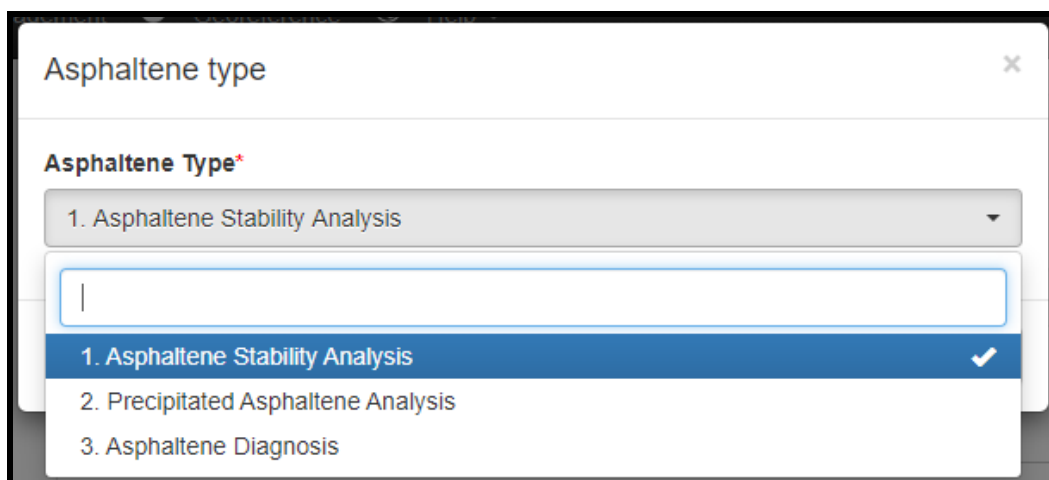 Asphaltene type
×
Asphaltene Type*
1. Asphaltene Stability Analysis
1. Asphaltene Stability Analysis
2. Precipitated Asphaltene Analysis
3. Asphaltene Diagnosis